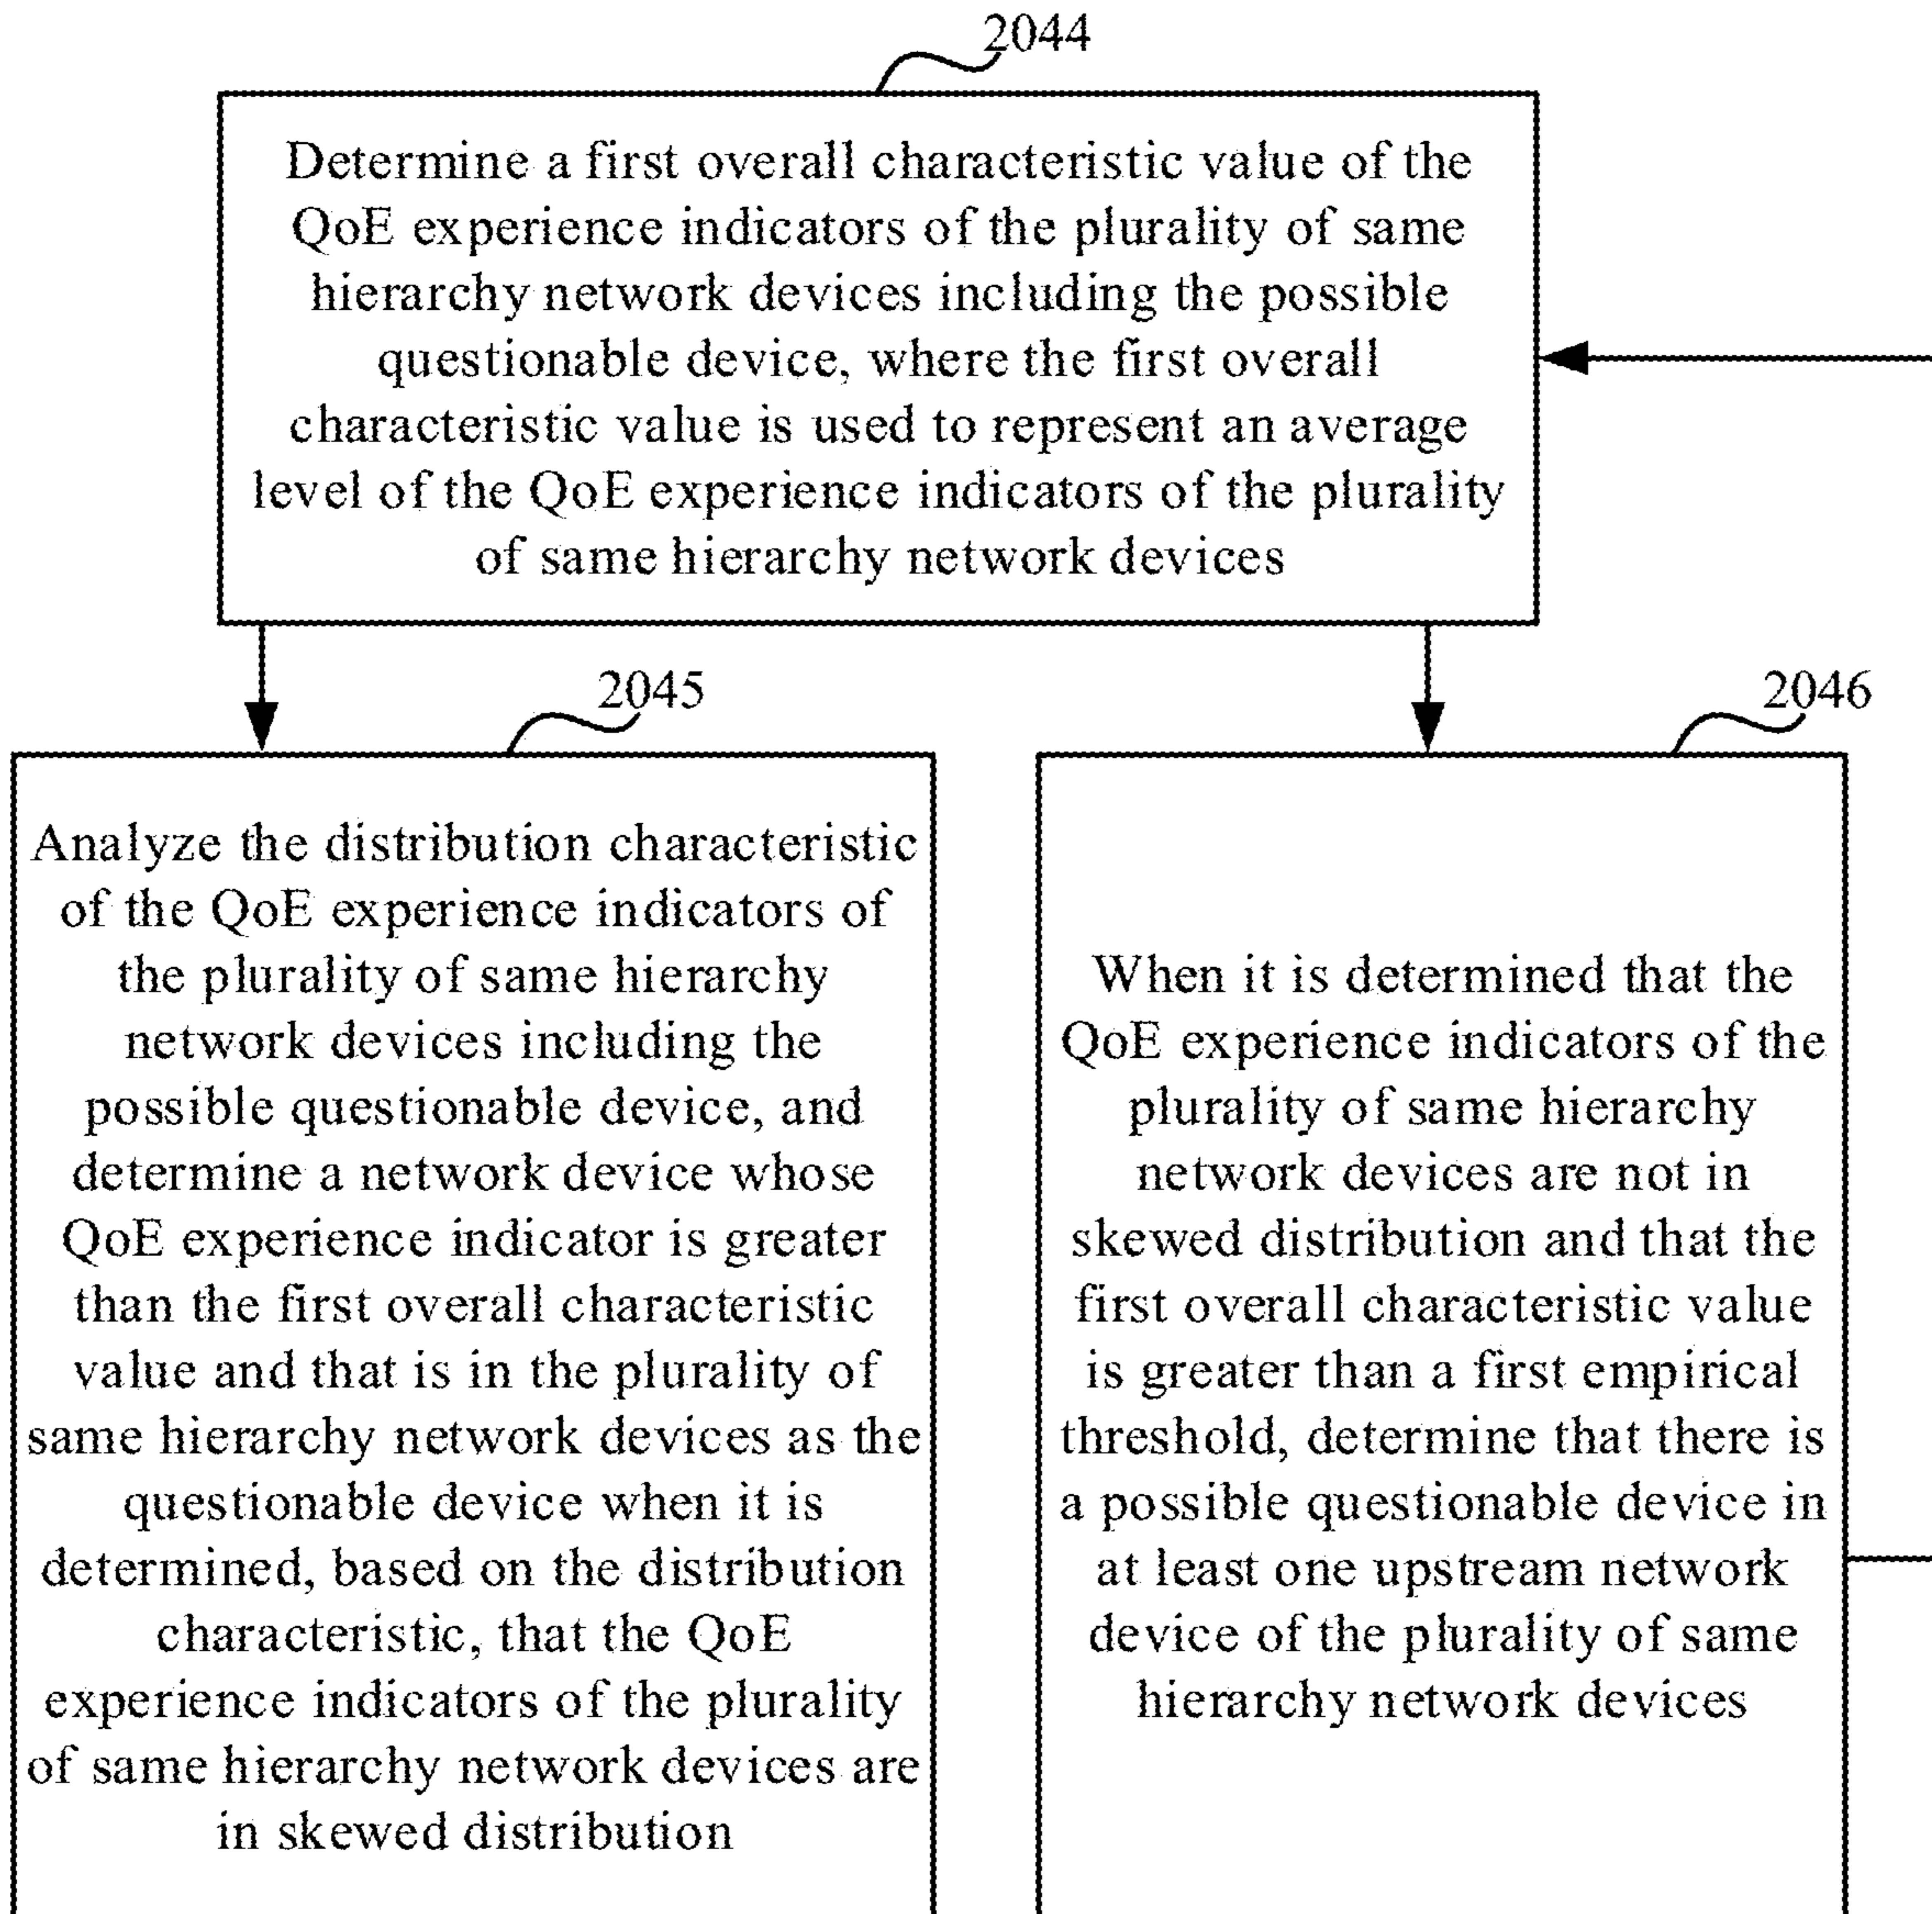 2044
Determine a first overall characteristic value of the
QoE experience indicators of the plurality of same
hierarchy network devices including the possible
questionable device, where the first overall
characteristic value is used to represent an average
level of the QoE experience indicators of the plurality
of same hierarchy network devices
2045
Analyze the distribution characteristic
of the QoE experience indicators of
the plurality of same hierarchy
network devices including the
possible questionable device, and
determine a network device whose
QoE experience indicator is greater
than the first overall characteristic
value and that is in the plurality of
same hierarchy network devices as the
questionable device when it is
determined, based on the distribution
characteristic, that the QoE
experience indicators of the plurality
of same hierarchy network devices are
in skewed distribution
2046
When it is determined that the
QoE experience indicators of the
plurality of same hierarchy
network devices are not in
skewed distribution and that the
first overall characteristic value
is greater than a first empirical
threshold, determine that there is
a possible questionable device in
at least one upstream network
device of the plurality of same
hierarchy network devices